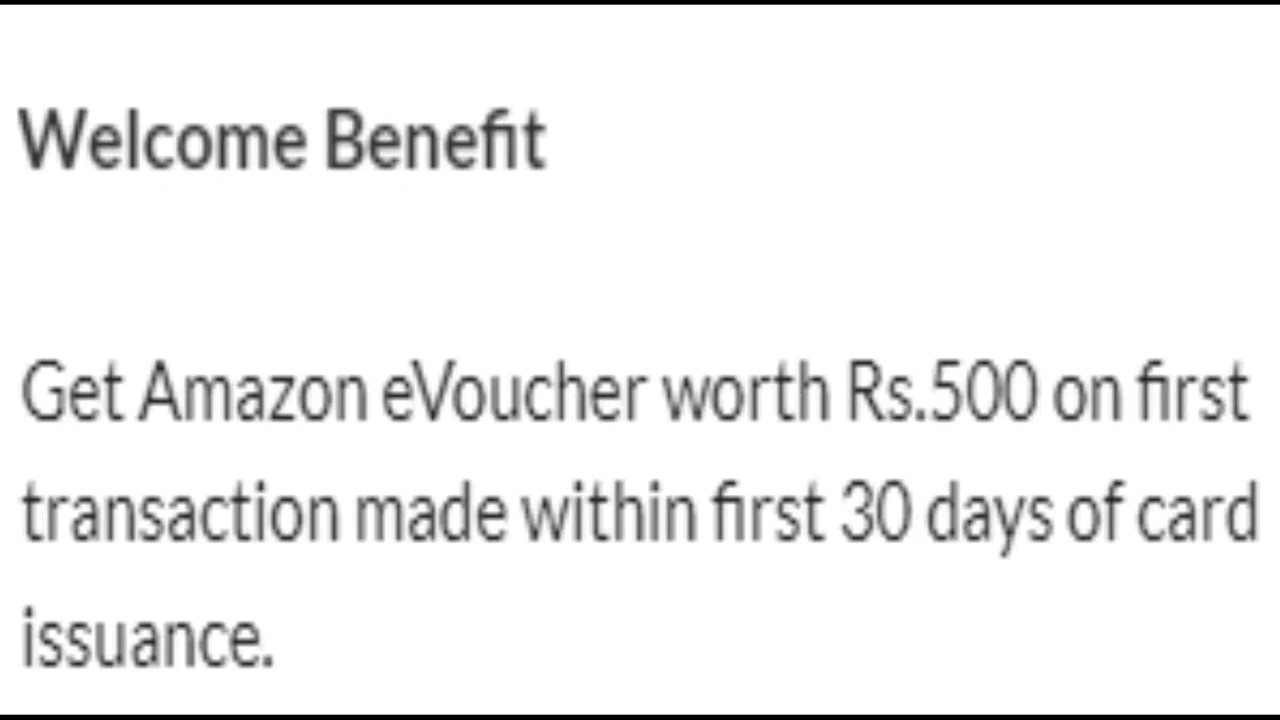 Welcome Benefit
Get Amazon eVoucher worth Rs.500 on first
transaction made within first 30 days of card
issuance.